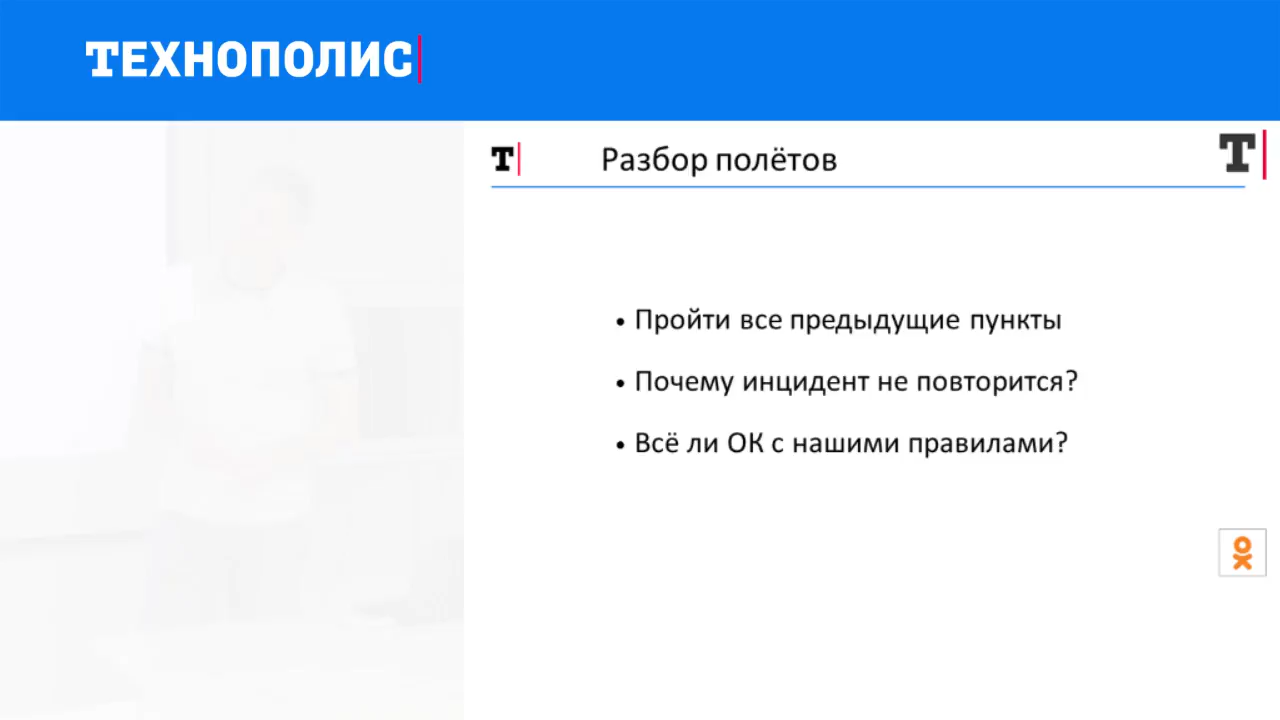 ТЕХНОПОЛИС
Т Разбор полётов Т
• Пройти все предыдущие пункты
• Почему инцидент не повторится?
• Всё ли ОК с нашими правилами?